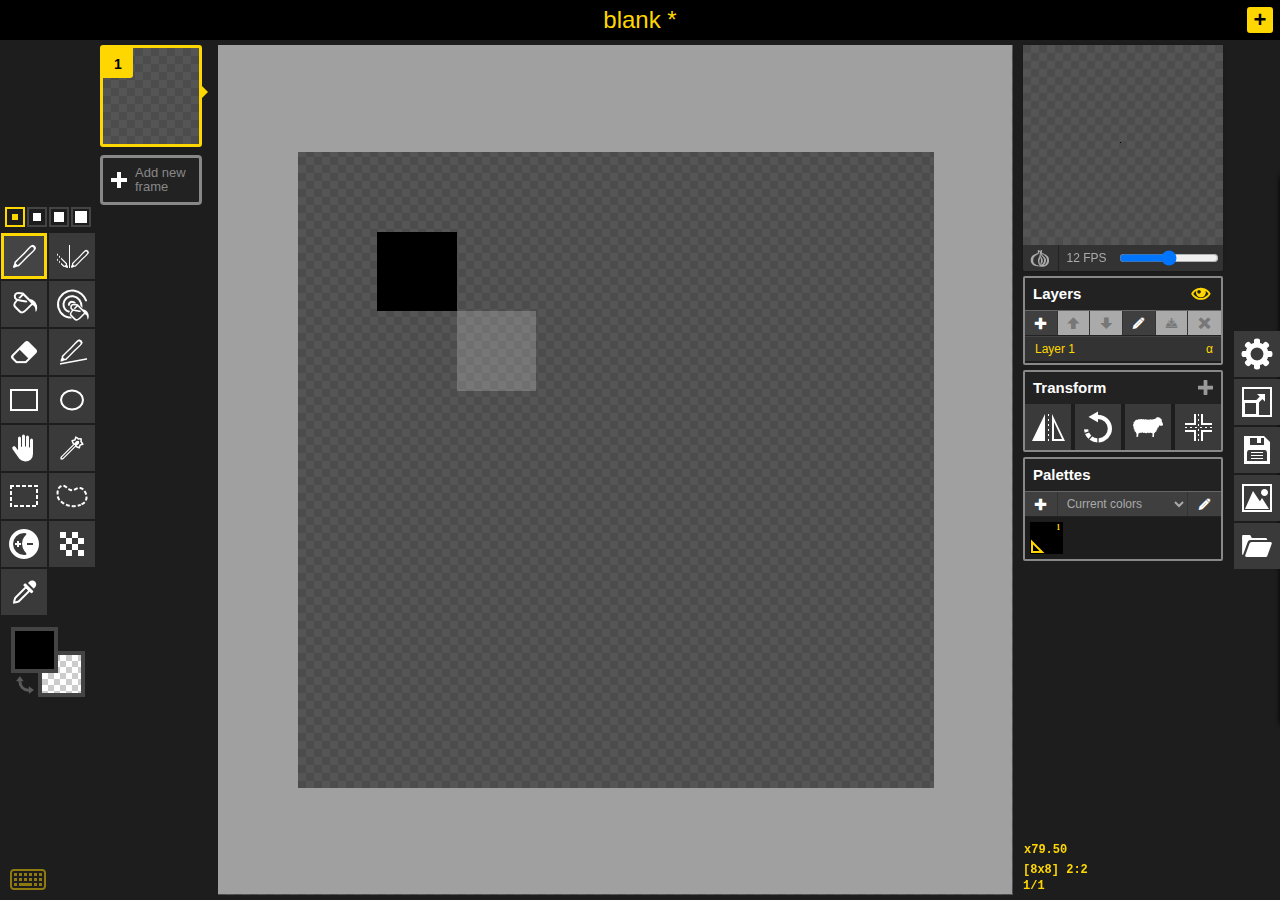 blank *
+
1
Add new
frame
12 FPS
Layers
Layer 1 α
Transform
Palettes
Current colors
1
x79.50
[8x8] 2:2
1/1